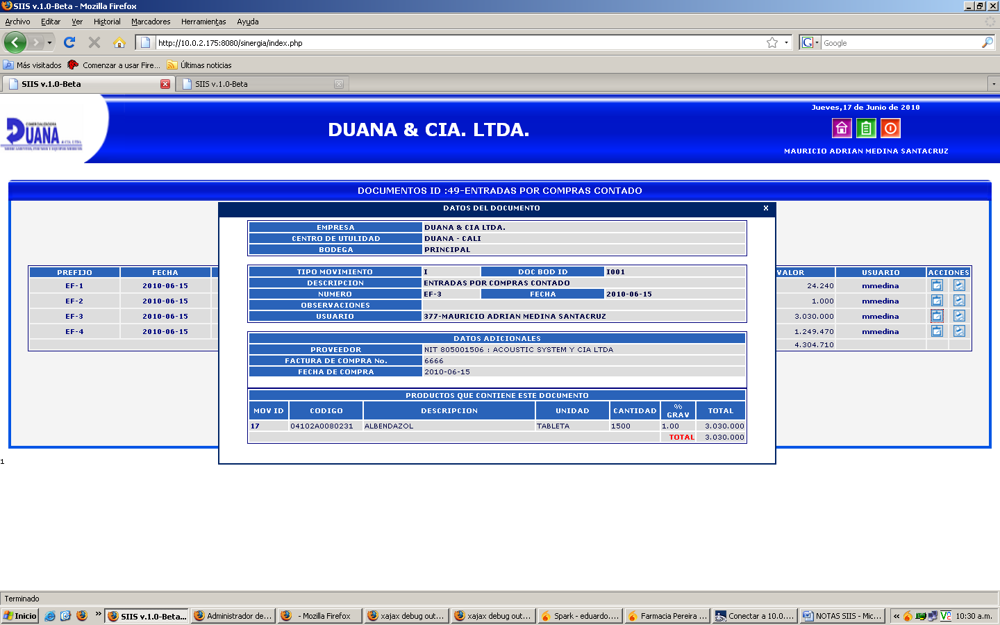 SIIS v.1.0-Beta - Mozilla Firefox
Archivo Editar Ver Historial Marcadores Herramientas Ayuda
http://10.0.2.175:8080/sinergia/index.php
Google
Más visitados Comenzar a usar Fire... Últimas noticias
SIIS v.1.0-Beta SIIS v.1.0-Beta
Jueves,17 de Junio de 2010
COMERCIALIZADORA
DUANA & CIA LTDA
MEDICAMENTOS, INSUMOS Y EQUIPOS MEDICOS
DUANA & CIA. LTDA.
MAURICIO ADRIAN MEDINA SANTACRUZ
DOCUMENTOS ID :49-ENTRADAS POR COMPRAS CONTADO
DATOS DEL DOCUMENTO x
EMPRESA DUANA & CIA LTDA.
CENTRO DE UTULIDAD DUANA - CALI
BODEGA PRINCIPAL
TIPO MOVIMIENTO I DOC BOD ID I001
DESCRIPCION ENTRADAS POR COMPRAS CONTADO
NUMERO EF-3 FECHA 2010-06-15
OBSERVACIONES
USUARIO 377-MAURICIO ADRIAN MEDINA SANTACRUZ
DATOS ADICIONALES
PROVEEDOR NIT 805001506 : ACOUSTIC SYSTEM Y CIA LTDA
FACTURA DE COMPRA No. 6666
FECHA DE COMPRA 2010-06-15
PRODUCTOS QUE CONTIENE ESTE DOCUMENTO
MOV ID CODIGO DESCRIPCION UNIDAD CANTIDAD % GRAV TOTAL
17 04102A0080231 ALBENDAZOL TABLETA 1500 1.00 3.030.000
TOTAL 3.030.000
PREFIJO FECHA VALOR USUARIO ACCIONES
EF-1 2010-06-15 24.240 mmedina
EF-2 2010-06-15 1.000 mmedina
EF-3 2010-06-15 3.030.000 mmedina
EF-4 2010-06-15 1.249.470 mmedina
4.304.710
1
Terminado
Inicio » SIIS v.1.0-Beta... Administrador de... - Mozilla Firefox xajax debug out... xajax debug out... Spark - eduardo.... Farmacia Pereira ... Conectar a 10.0.... NOTAS SIIS - Mic... « 10:30 a.m.